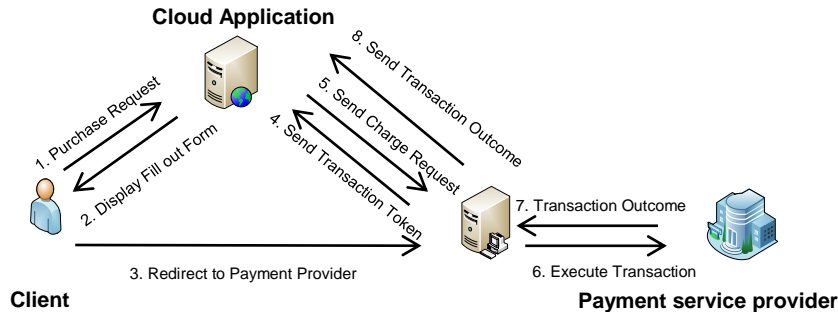 Cloud Application
1. Purchase Request
2. Display Fill out Form
8. Send Transaction Outcome
5. Send Charge Request
4. Send Transaction Token
7. Transaction Outcome
3. Redirect to Payment Provider
6. Execute Transaction
Client
Payment service provider